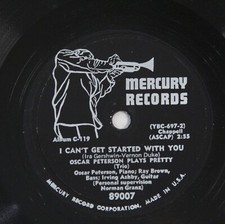 MERCURY
RECORDS
Album C-119
(YBC-697-2)
Chappell
(ASCAP) 2:55
I CAN'T GET STARTED WITH YOU
(Ira Gershwin-Vernon Duke)
OSCAR PETERSON PLAYS PRETTY
(Trio)
Oscar Peterson, Piano; Ray Brown,
Bass; Irving Ashby, Guitar
(Personal supervision
Norman Granz)
89007
MERCURY RECORD CORPORATION, MADE IN U.S.A.